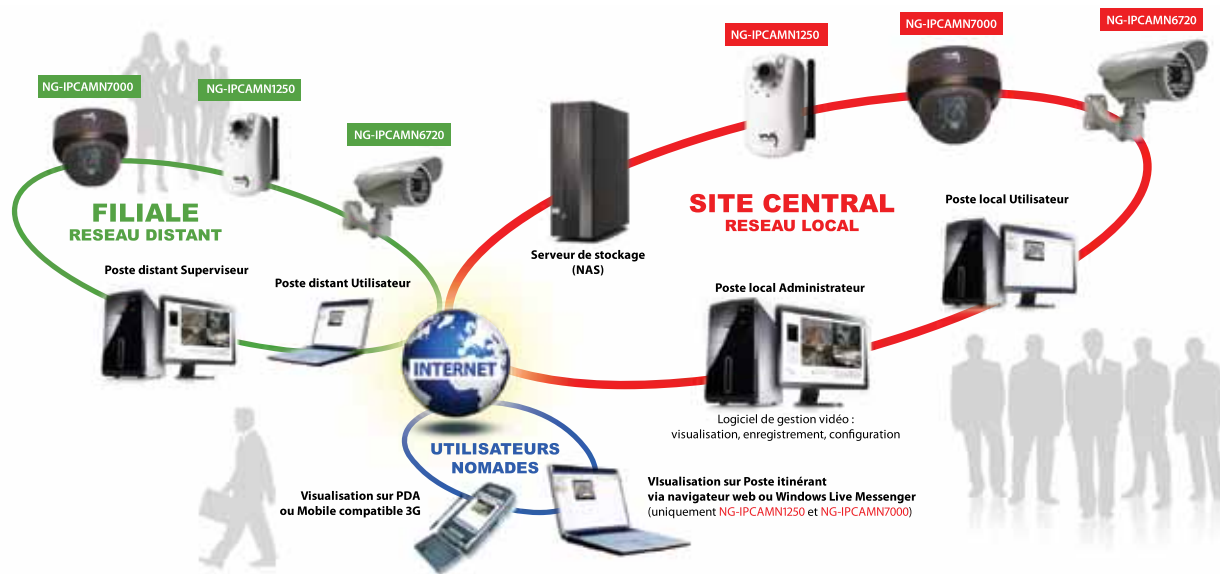 NG-IPCAMN7000
NG-IPCAMN1250
NG-IPCAMN6720
FILIALE
RESEAU DISTANT
Poste distant Superviseur
Poste distant Utilisateur
NG-IPCAMN1250
NG-IPCAMN7000
NG-IPCAMN6720
SITE CENTRAL
RESEAU LOCAL
Serveur de stockage
(NAS)
Poste local Utilisateur
Poste local Administrateur
Logiciel de gestion vidéo :
visualisation, enregistrement, configuration
INTERNET
UTILISATEURS
NOMADES
Visualisation sur PDA
ou Mobile compatible 3G
VIsualisation sur Poste itinérant
via navigateur web ou Windows Live Messenger
(uniquement NG-IPCAMN1250 et NG-IPCAMN7000)